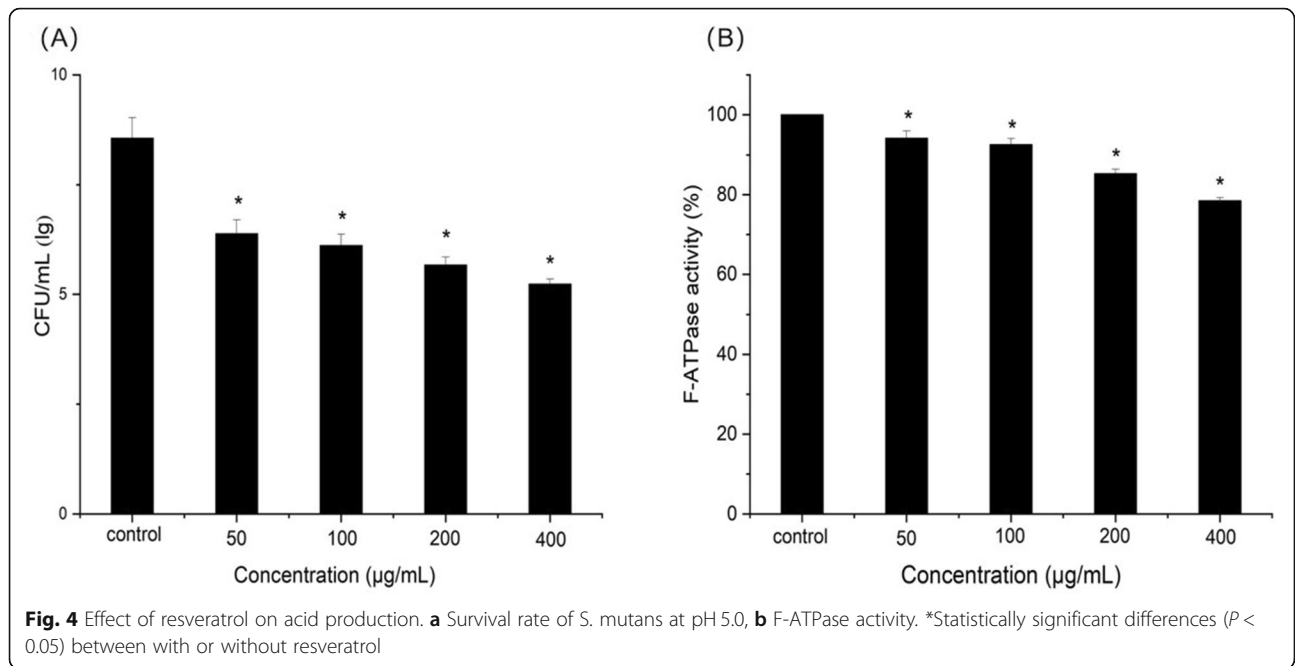 (A)
10
5
0
CFU/mL (lg)
*
*
*
*
control
50
100
200
400
Concentration (µg/mL)
(B)
100
80
60
40
20
0
F-ATPase activity (%)
*
*
*
*
control
50
100
200
400
Concentration (µg/mL)
Fig. 4 Effect of resveratrol on acid production. a Survival rate of S. mutans at pH 5.0, b F-ATPase activity. *Statistically significant differences (P <
0.05) between with or without resveratrol